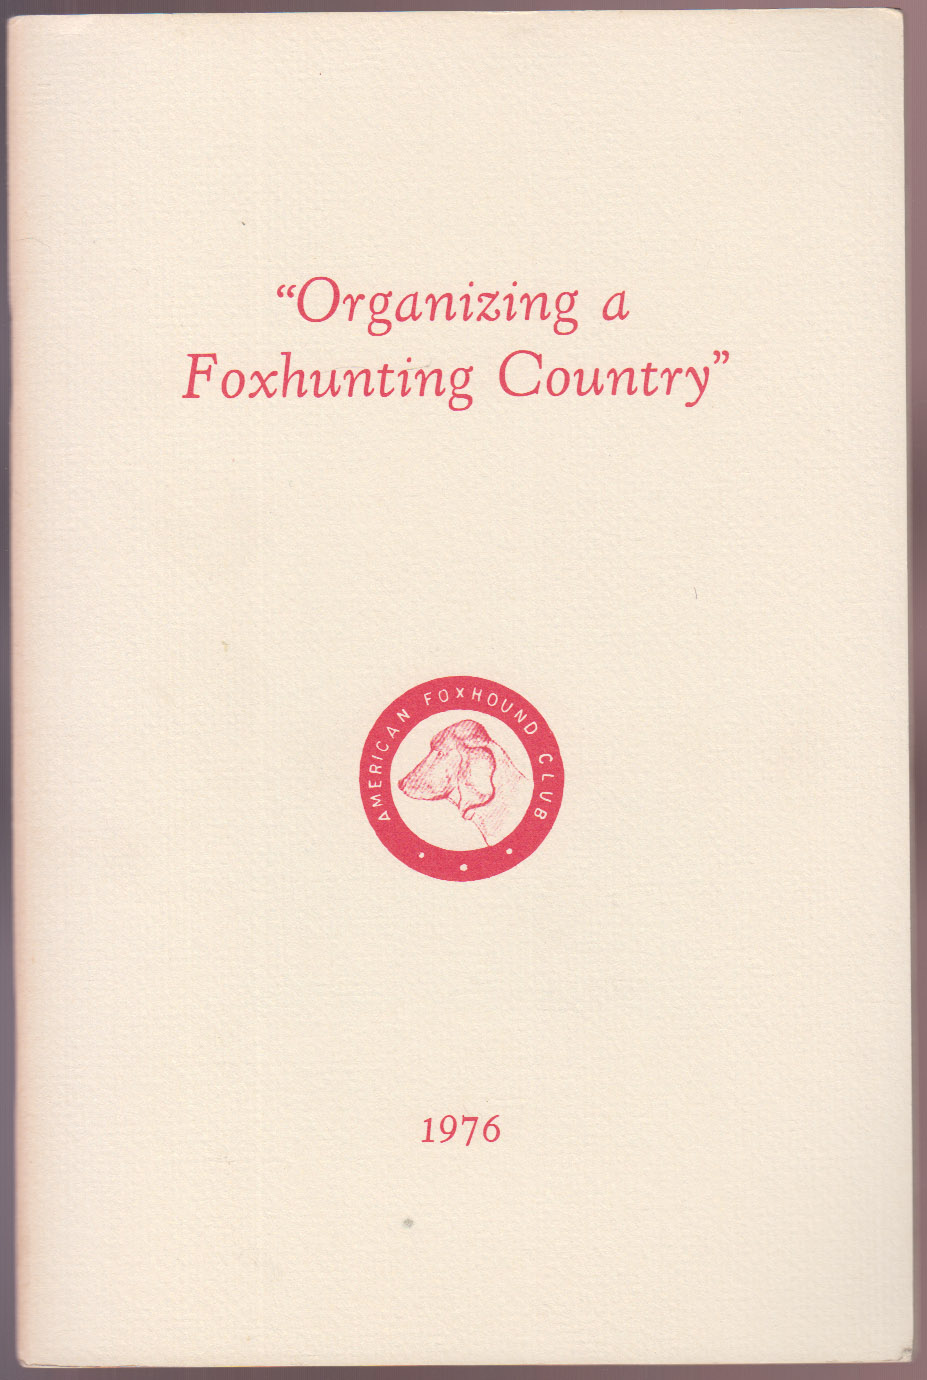 “Organizing a
Foxhunting Country”
AMERICAN FOXHOUND CLUB
1976